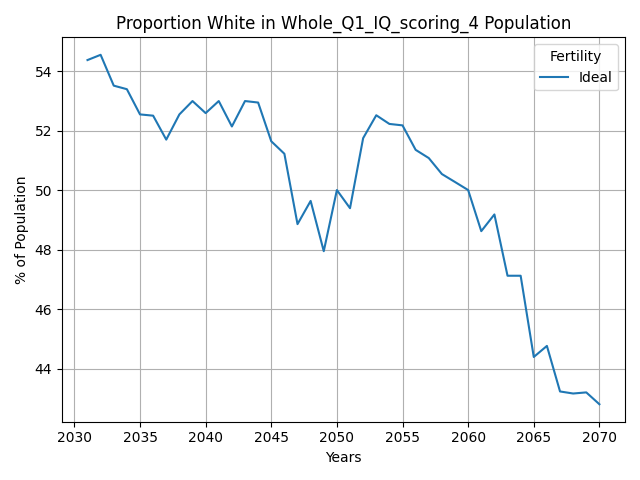 Proportion White in Whole_Q1_IQ_scoring_4 Population
Fertility
Ideal
% of Population
54
52
50
48
46
44
2030 2035 2040 2045 2050 2055 2060 2065 2070
Years